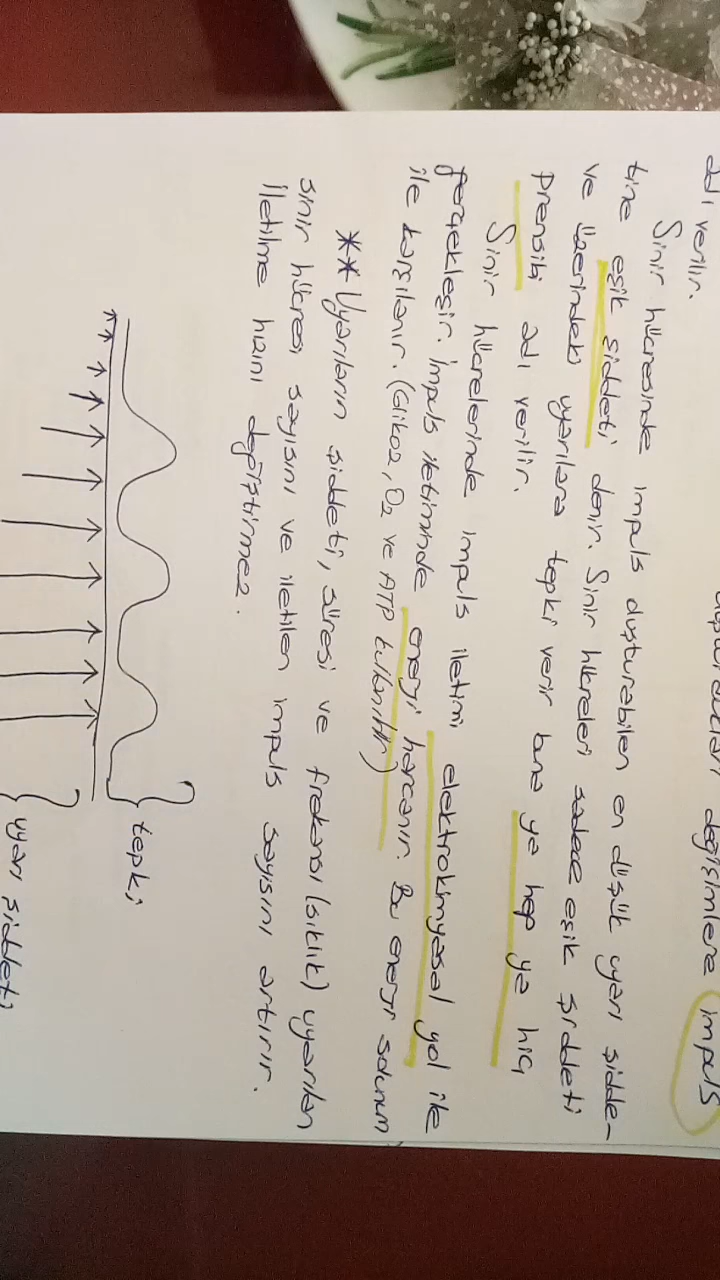 değişimlere impuls
adı verilir.
Sinir hücresinde impuls oluşturabilen en düşük uyarı şidde-
tine eşik şiddeti denir. Sinir hücreleri sadece eşik şiddeti
ve üzerindeki uyarılara tepki verir buna ya hep ya hiç
prensibi adı verilir.
Sinir hücrelerinde impuls iletimi elektrokimyasal yol ile
gerçekleşir. İmpuls iletiminde enerji harcanır. Bu enerji solunum
ile karşılanır. (Glikoz, O2 ve ATP kullanılır)
** Uyarıların şiddeti, süresi ve frekansı (sıklık) uyarılan
sinir hücresi sayısını ve iletilen impuls sayısını artırır.
İletilme hızını değiştirmez.
tepki
uyarı şiddeti